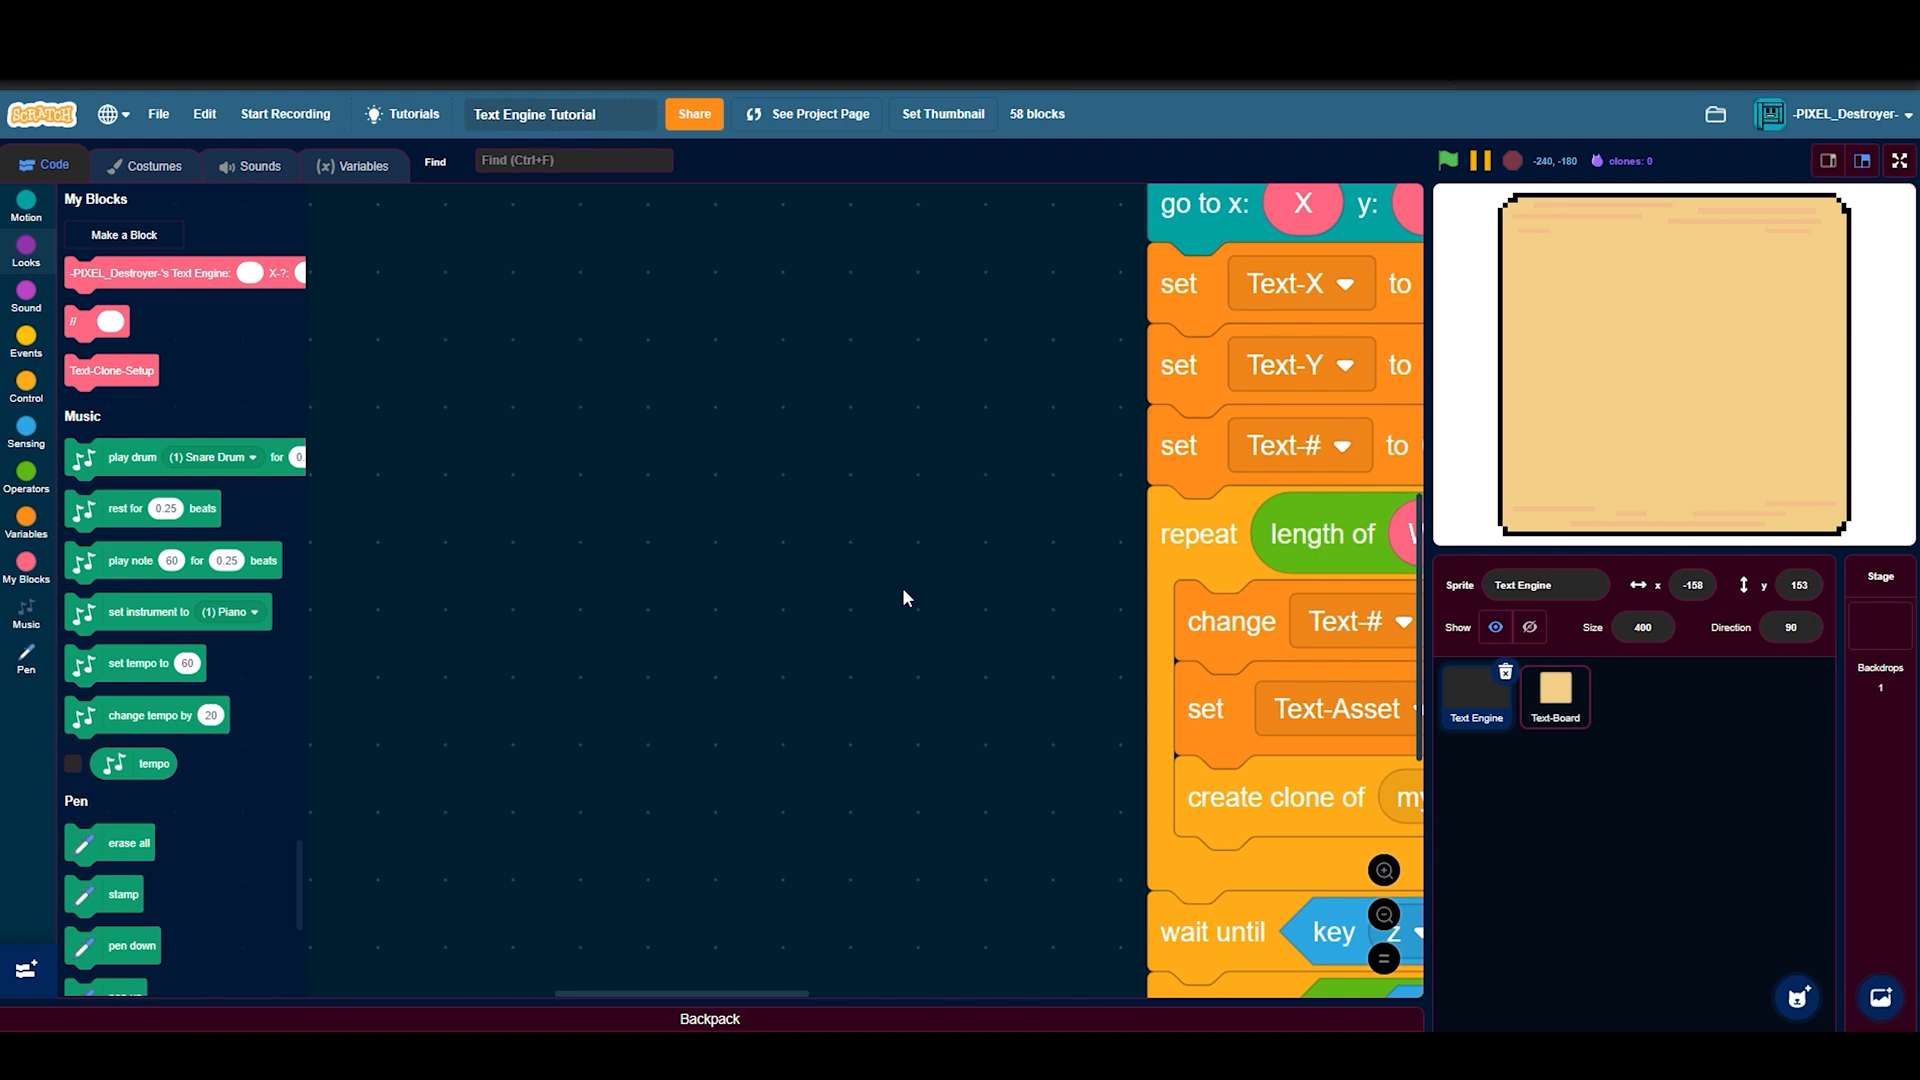 SCRATCH File Edit Start Recording Tutorials Text Engine Tutorial Share See Project Page Set Thumbnail 58 blocks -PIXEL_Destroyer-
Code Costumes Sounds (x) Variables Find Find (Ctrl+F) -240, -180 clones: 0
Motion
Looks
Sound
Events
Control
Sensing
Operators
Variables
My Blocks
Music
Pen
My Blocks
Make a Block
-PIXEL_Destroyer-'s Text Engine: X-?:
//
Text-Clone-Setup
Music
play drum (1) Snare Drum for 0.
rest for 0.25 beats
play note 60 for 0.25 beats
set instrument to (1) Piano
set tempo to 60
change tempo by 20
tempo
Pen
erase all
stamp
pen down
go to x: X y:
set Text-X to
set Text-Y to
set Text-# to
repeat length of
change Text-#
set Text-Asset
create clone of my
wait until key z
Sprite Text Engine x -158 y 153
Show Size 400 Direction 90
Text Engine Text-Board
Stage
Backdrops
1
Backpack